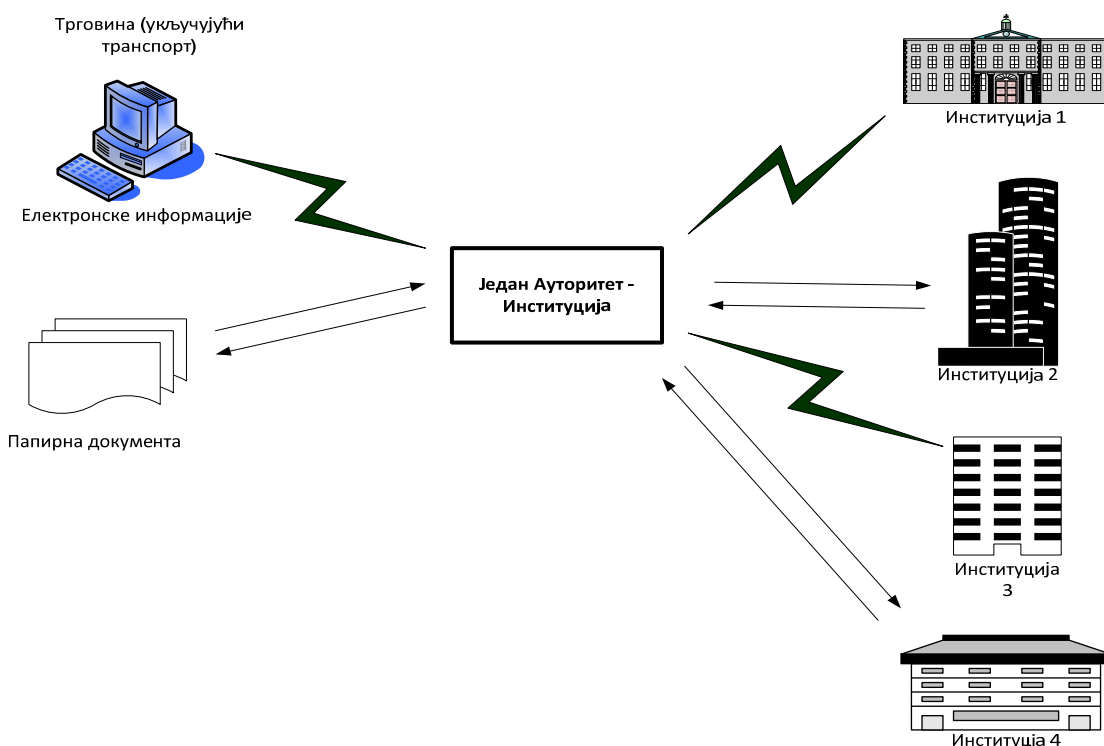 Трговина (укључујући
транспорт)
Електронске информације
Папирна документа
Један Ауторитет -
Институција
Институција 1
Институција 2
Институција
3
Институција 4